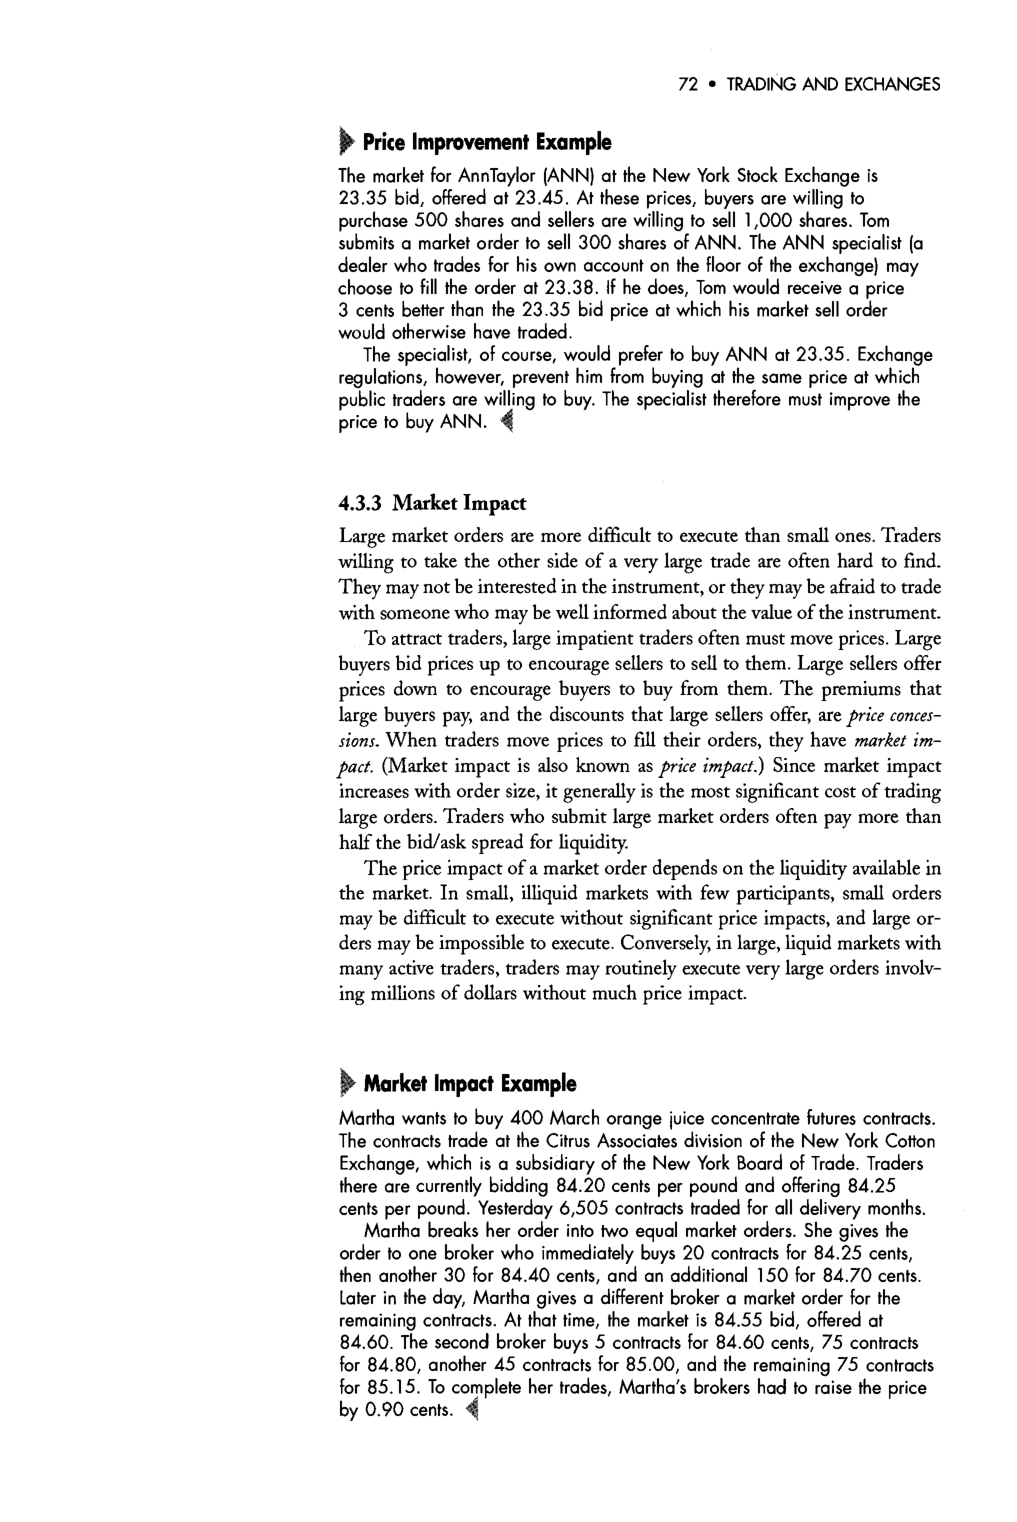 72 • TRADING AND EXCHANGES
Price Improvement Example
The market for AnnTaylor (ANN) at the New York Stock Exchange is
23.35 bid, offered at 23.45. At these prices, buyers are willing to
purchase 500 shares and sellers are willing to sell 1,000 shares. Tom
submits a market order to sell 300 shares of ANN. The ANN specialist (a
dealer who trades for his own account on the floor of the exchange) may
choose to fill the order at 23.38. If he does, Tom would receive a price
3 cents better than the 23.35 bid price at which his market sell order
would otherwise have traded.
The specialist, of course, would prefer to buy ANN at 23.35. Exchange
regulations, however, prevent him from buying at the same price at which
public traders are willing to buy. The specialist therefore must improve the
price to buy ANN.
4.3.3 Market Impact
Large market orders are more difficult to execute than small ones. Traders
willing to take the other side of a very large trade are often hard to find.
They may not be interested in the instrument, or they may be afraid to trade
with someone who may be well informed about the value of the instrument.
To attract traders, large impatient traders often must move prices. Large
buyers bid prices up to encourage sellers to sell to them. Large sellers offer
prices down to encourage buyers to buy from them. The premiums that
large buyers pay, and the discounts that large sellers offer, are price conces-
sions. When traders move prices to fill their orders, they have market im-
pact. (Market impact is also known as price impact.) Since market impact
increases with order size, it generally is the most significant cost of trading
large orders. Traders who submit large market orders often pay more than
half the bid/ask spread for liquidity.
The price impact of a market order depends on the liquidity available in
the market. In small, illiquid markets with few participants, small orders
may be difficult to execute without significant price impacts, and large or-
ders may be impossible to execute. Conversely, in large, liquid markets with
many active traders, traders may routinely execute very large orders involv-
ing millions of dollars without much price impact.
Market Impact Example
Martha wants to buy 400 March orange juice concentrate futures contracts.
The contracts trade at the Citrus Associates division of the New York Cotton
Exchange, which is a subsidiary of the New York Board of Trade. Traders
there are currently bidding 84.20 cents per pound and offering 84.25
cents per pound. Yesterday 6,505 contracts traded for all delivery months.
Martha breaks her order into two equal market orders. She gives the
order to one broker who immediately buys 20 contracts for 84.25 cents,
then another 30 for 84.40 cents, and an additional 150 for 84.70 cents.
Later in the day, Martha gives a different broker a market order for the
remaining contracts. At that time, the market is 84.55 bid, offered at
84.60. The second broker buys 5 contracts for 84.60 cents, 75 contracts
for 84.80, another 45 contracts for 85.00, and the remaining 75 contracts
for 85.15. To complete her trades, Martha's brokers had to raise the price
by 0.90 cents.